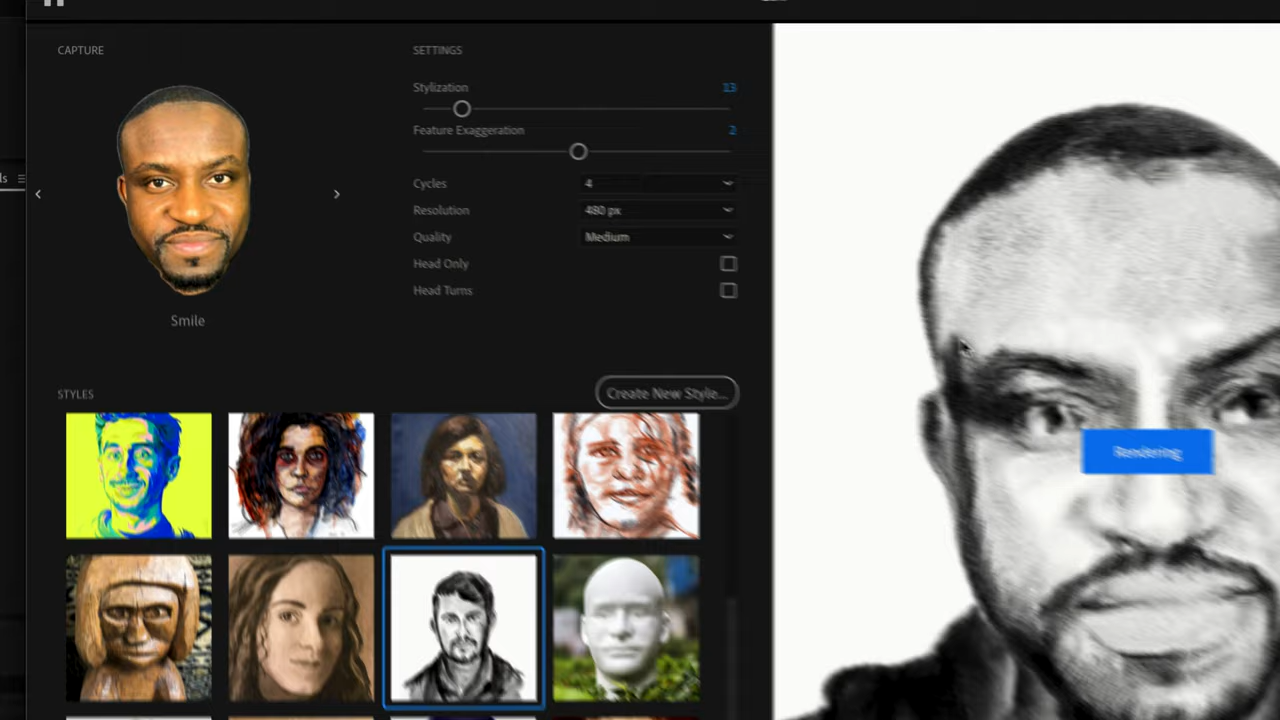 ls
CAPTURE
Smile
SETTINGS
Stylization 13
Feature Exaggeration 2
Cycles 4
Resolution 480 px
Quality Medium
Head Only
Head Turns
STYLES
Create New Style...
Rendering